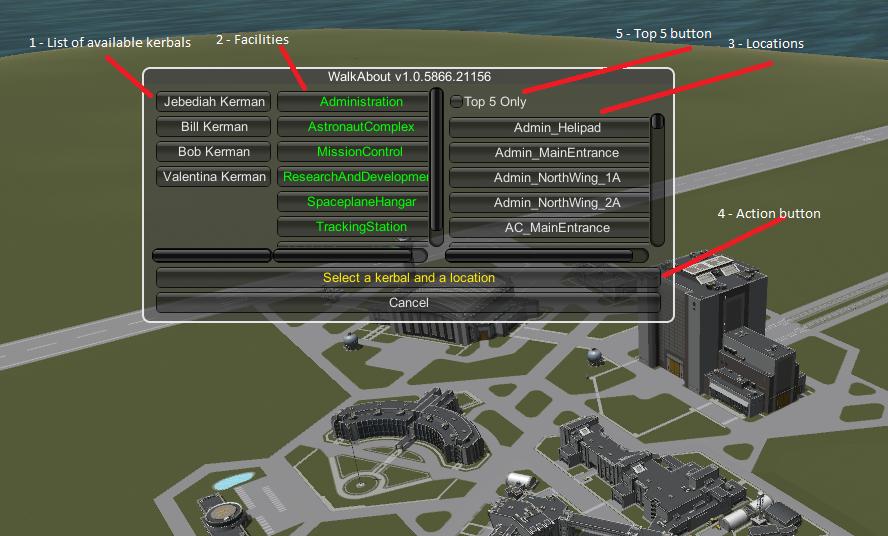 5 - Top 5 button
1 - List of available kerbals
2 - Facilities
3 - Locations
WalkAbout v1.0.5866.21156
Jebediah Kerman
Bill Kerman
Bob Kerman
Valentina Kerman
Administration
AstronautComplex
MissionControl
ResearchAndDevelopmen
SpaceplaneHangar
TrackingStation
Top 5 Only
Admin_Helipad
Admin_MainEntrance
Admin_NorthWing_1A
Admin_NorthWing_2A
AC_MainEntrance
4 - Action button
Select a kerbal and a location
Cancel